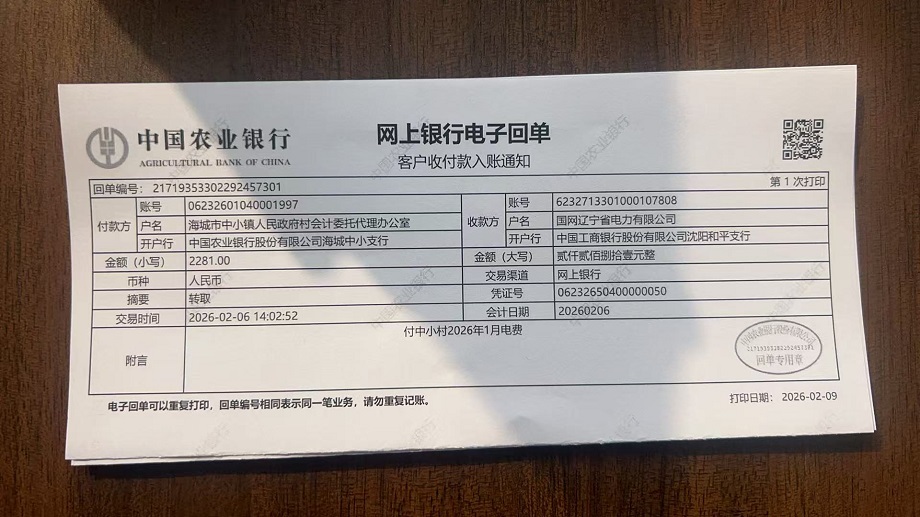 中国农业银行
AGRICULTURAL BANK OF CHINA
网上银行电子回单
客户收付款入账通知
回单编号： 21719353302292457301 第 1 次打印
付款方 账号 06232601040001997 收款方 账号 6232713301000107808
户名 海城市中小镇人民政府村会计委托代理办公室 户名 国网辽宁省电力有限公司
开户行 中国农业银行股份有限公司海城中小支行 开户行 中国工商银行股份有限公司沈阳和平支行
金额（小写） 2281.00 金额（大写） 贰仟贰佰捌拾壹元整
币种 人民币 交易渠道 网上银行
摘要 转取 凭证号 06232650400000050
交易时间 2026-02-06 14:02:52 会计日期 20260206
附言 付中小村2026年1月电费
中国农业银行股份有限公司
回单专用章
电子回单可以重复打印，回单编号相同表示同一笔业务，请勿重复记账。 打印日期： 2026-02-09